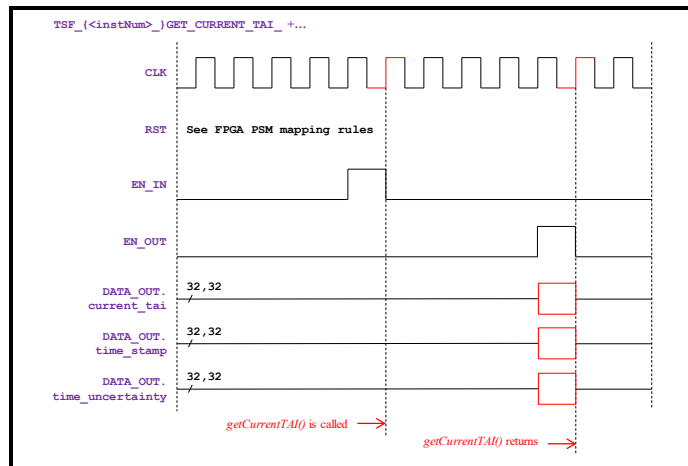 TSF_{<instNum>_}GET_CURRENT_TAI_ +...
CLK
RST See FPGA PSM mapping rules
EN_IN
EN_OUT
DATA_OUT. 32,32
current_tai
DATA_OUT. 32,32
time_stamp
DATA_OUT. 32,32
time_uncertainty
getCurrentTAI() is called
getCurrentTAI() returns